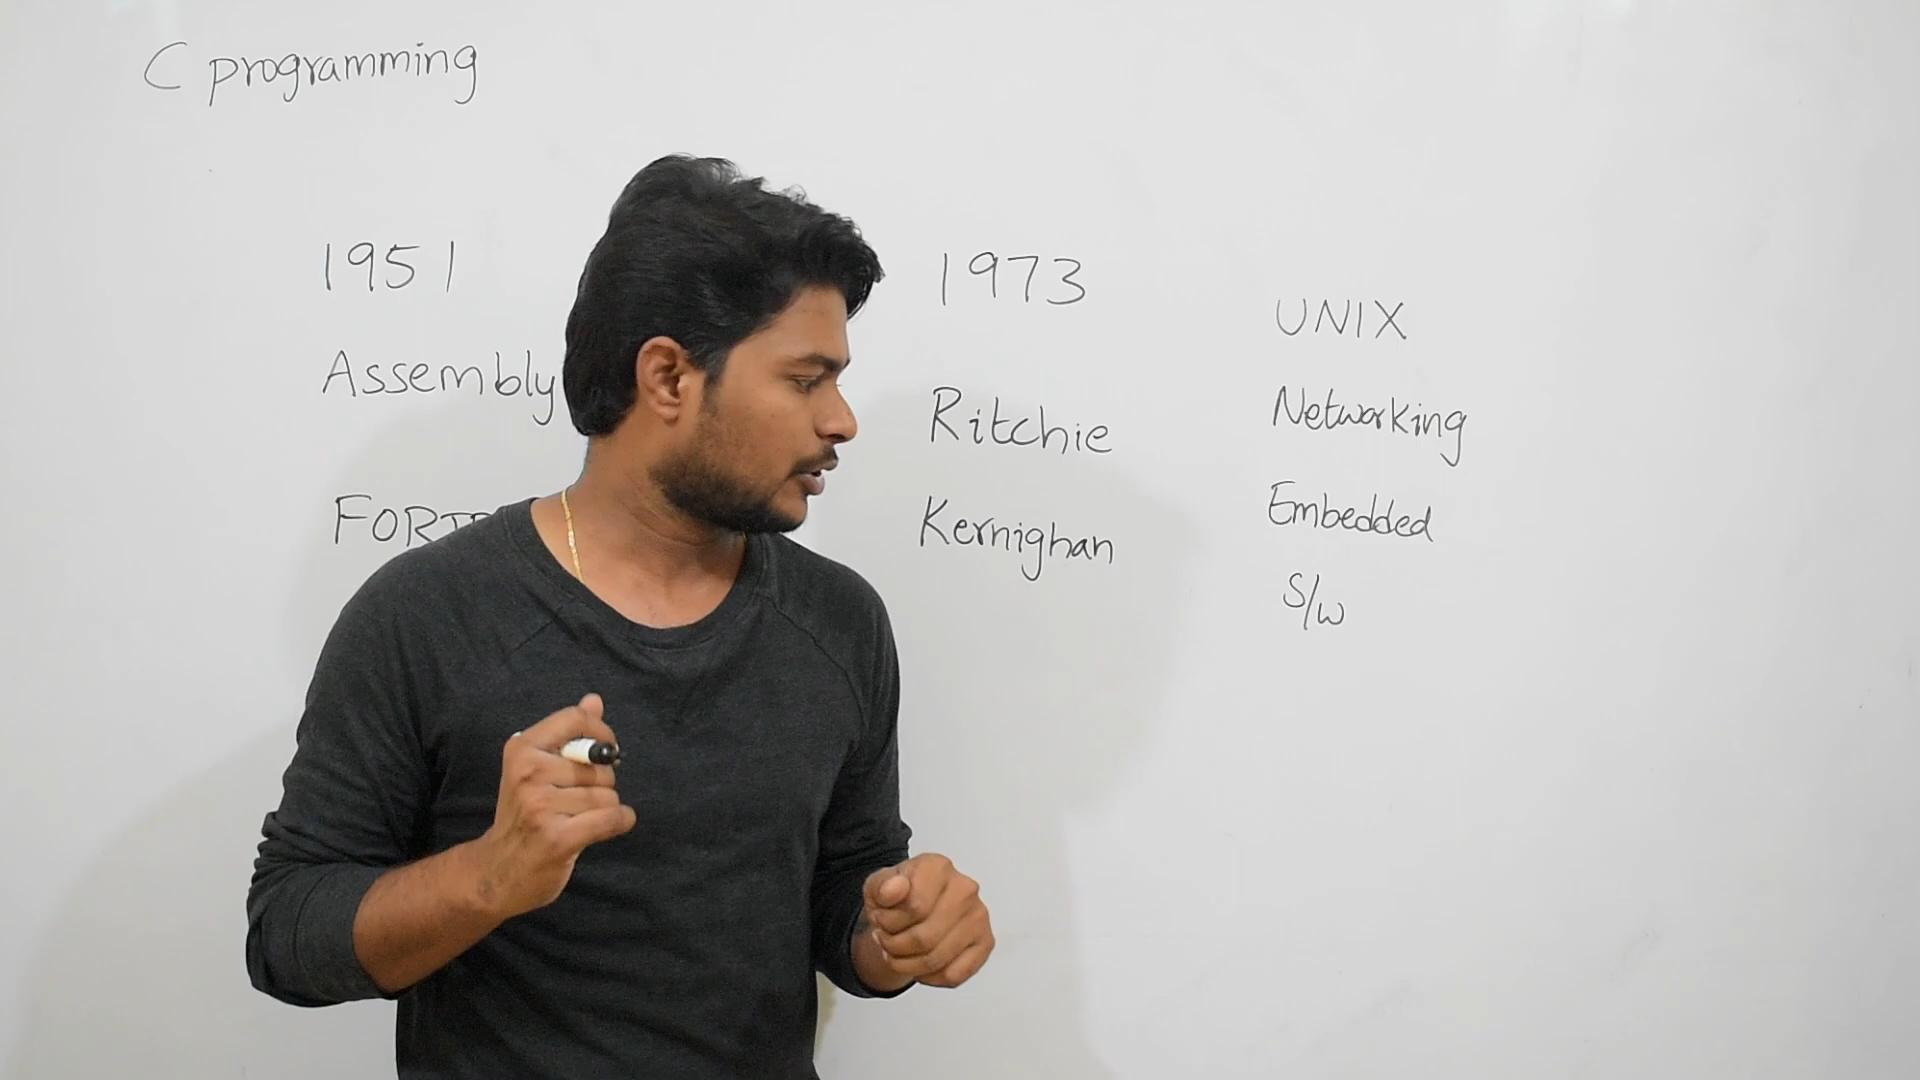 C programming
1951
Assembly
1973
Ritchie
Kernighan
UNIX
Networking
Embedded
S/W